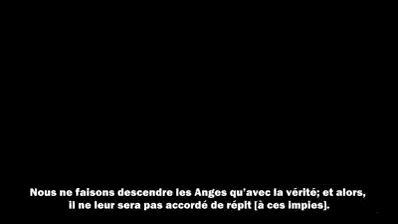 Nous ne faisons descendre les Anges qu'avec la vérité; et alors,
il ne leur sera pas accordé de répit [à ces impies].